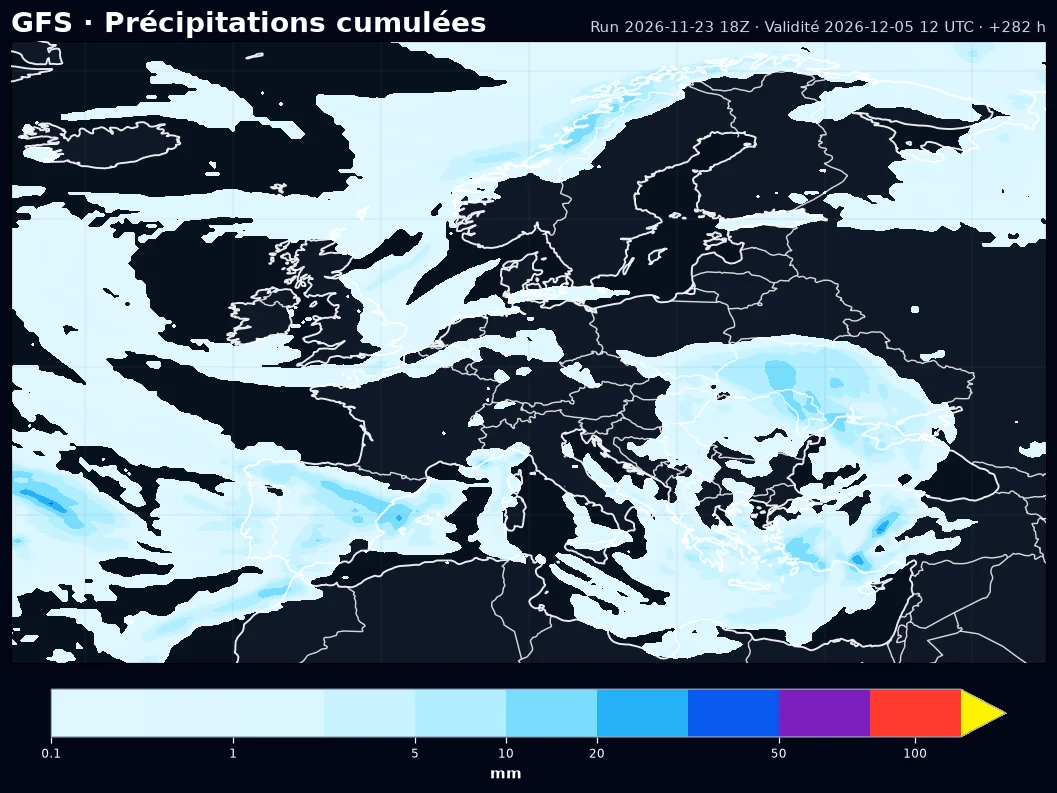 GFS · Précipitations cumulées
Run 2026-11-23 18Z · Validité 2026-12-05 12 UTC · +282 h
0.1 1 5 10 20 50 100
mm